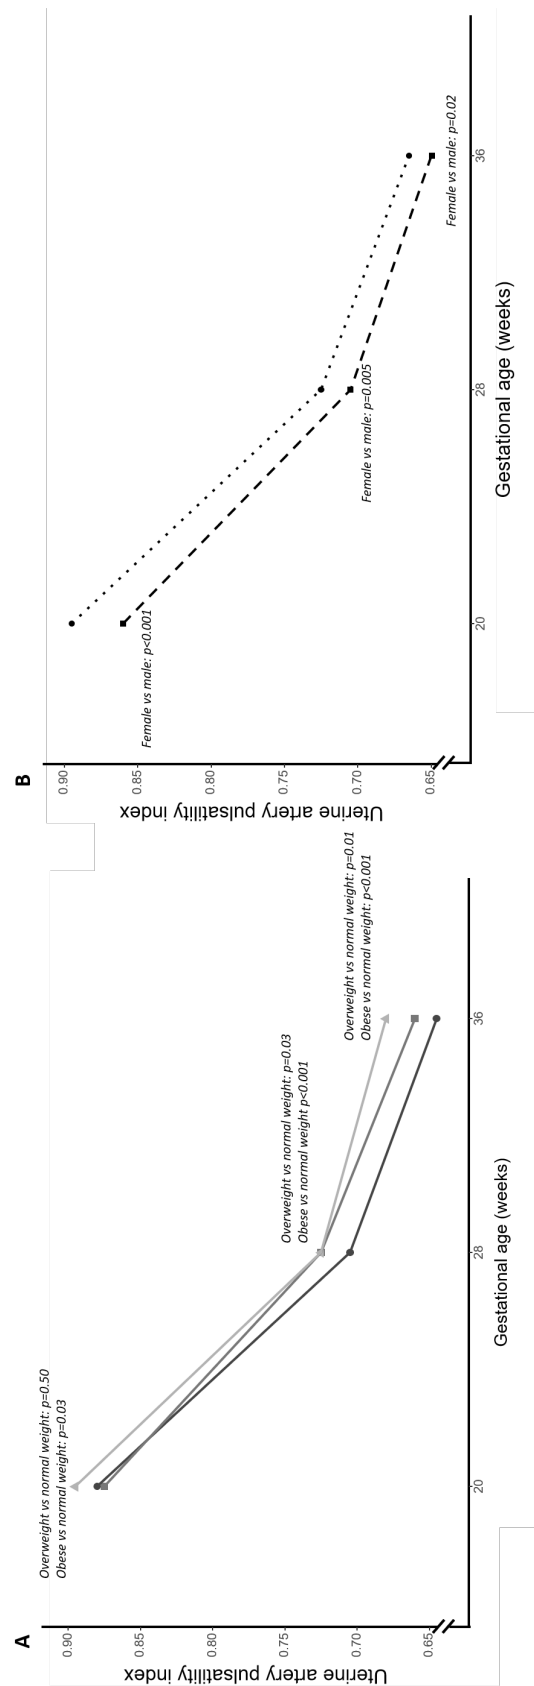 A
Uterine artery pulsatility index
0.90
0.85
0.80
0.75
0.70
0.65
Overweight vs normal weight: p=0.50
Obese vs normal weight: p=0.03
Overweight vs normal weight: p=0.03
Obese vs normal weight p<0.001
Overweight vs normal weight: p=0.01
Obese vs normal weight: p<0.001
20
28
36
Gestational age (weeks)
B
Uterine artery pulsatility index
0.90
0.85
0.80
0.75
0.70
0.65
Female vs male: p<0.001
Female vs male: p=0.005
Female vs male: p=0.02
20
28
36
Gestational age (weeks)